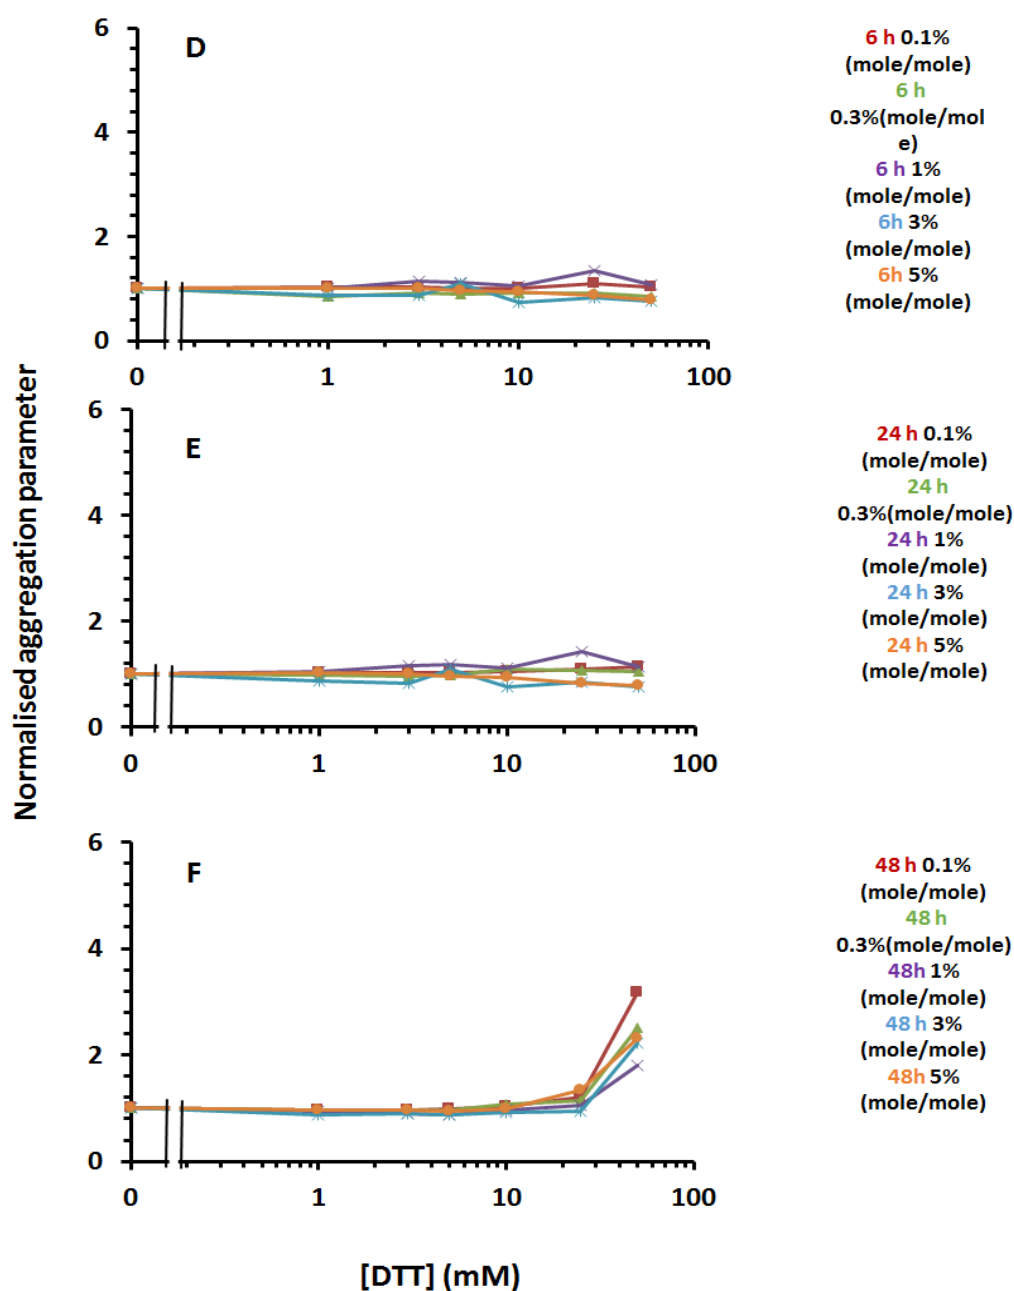 D
6
4
2
0
0
1
10
100
6 h 0.1%
(mole/mole)
6 h
0.3%(mole/mol
e)
6 h 1%
(mole/mole)
6h 3%
(mole/mole)
6h 5%
(mole/mole)
Normalised aggregation parameter
E
6
4
2
0
0
1
10
100
24 h 0.1%
(mole/mole)
24 h
0.3%(mole/mole)
24 h 1%
(mole/mole)
24 h 3%
(mole/mole)
24 h 5%
(mole/mole)
F
6
4
2
0
0
1
10
100
48 h 0.1%
(mole/mole)
48 h
0.3%(mole/mole)
48h 1%
(mole/mole)
48 h 3%
(mole/mole)
48h 5%
(mole/mole)
[DTT] (mM)